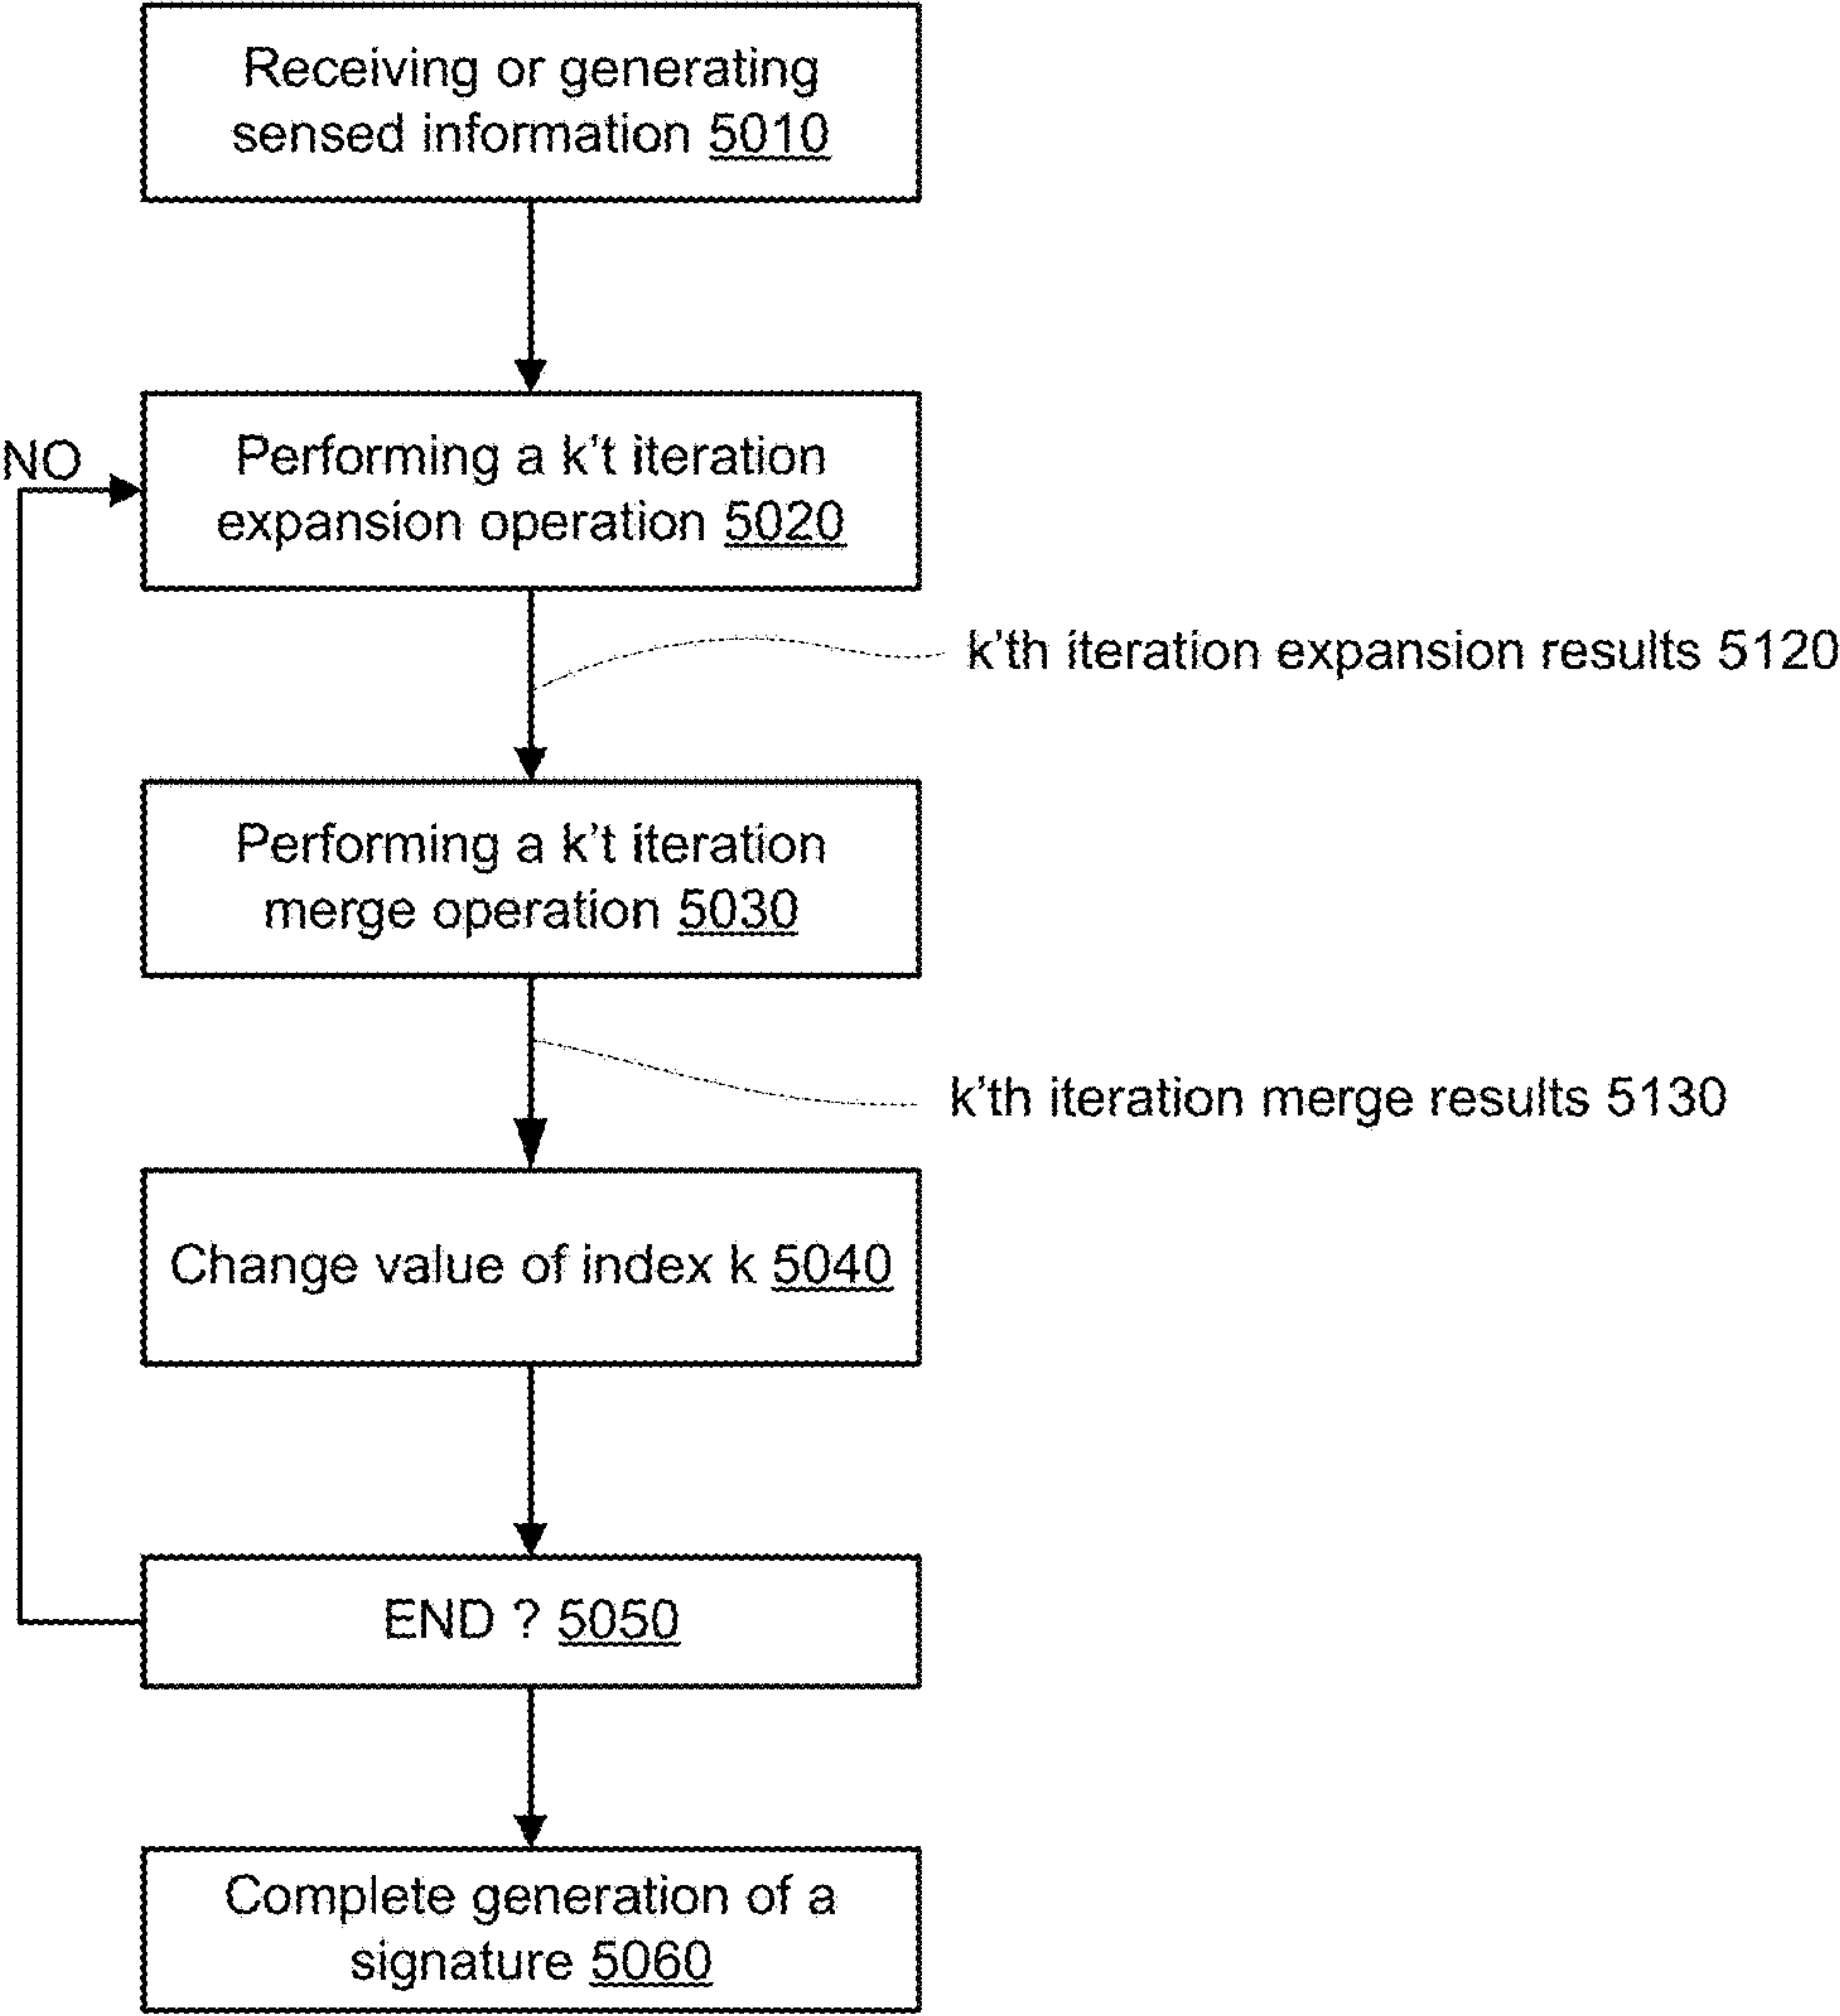 Receiving or generating
sensed information 5010
NO
Performing a k't iteration
expansion operation 5020
k'th iteration expansion results 5120
Performing a k't iteration
merge operation 5030
k'th iteration merge results 5130
Change value of index k 5040
END ? 5050
Complete generation of a
signature 5060